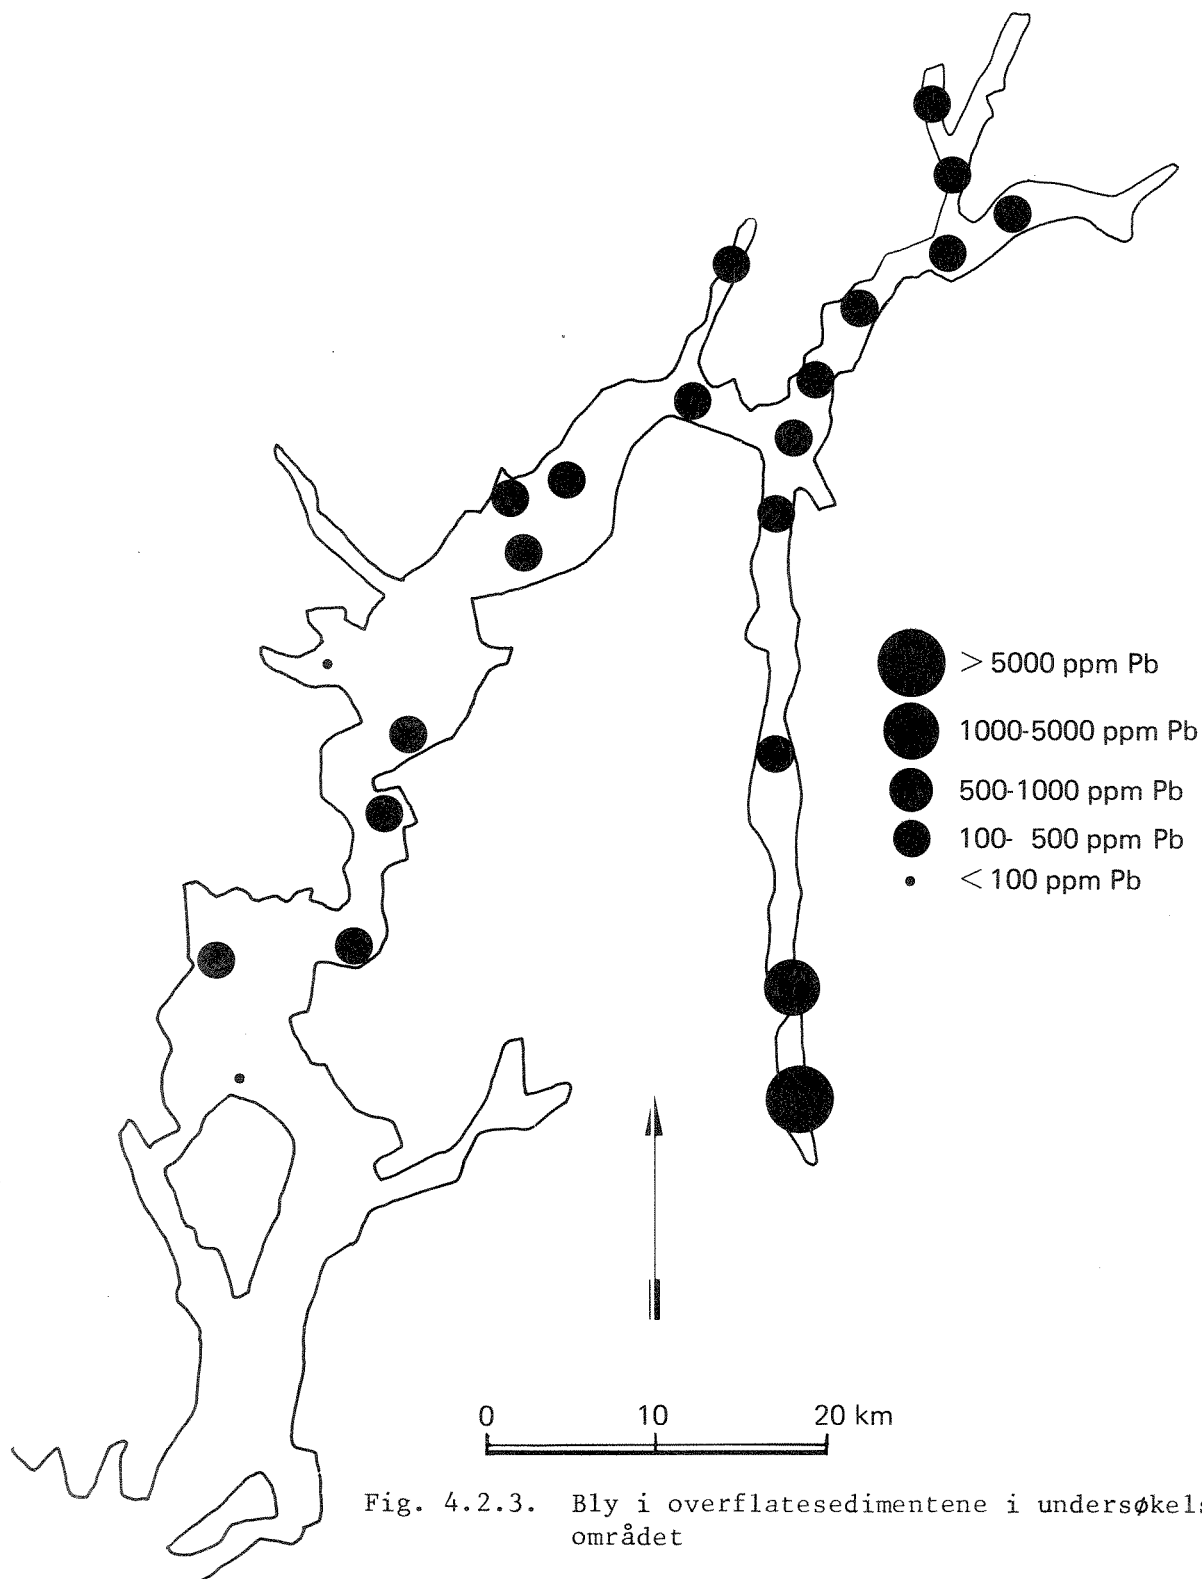 > 5000 ppm Pb
1000-5000 ppm Pb
500-1000 ppm Pb
100- 500 ppm Pb
< 100 ppm Pb
0 10 20 km
Fig. 4.2.3. Bly i overflatesedimentene i undersøkels
området